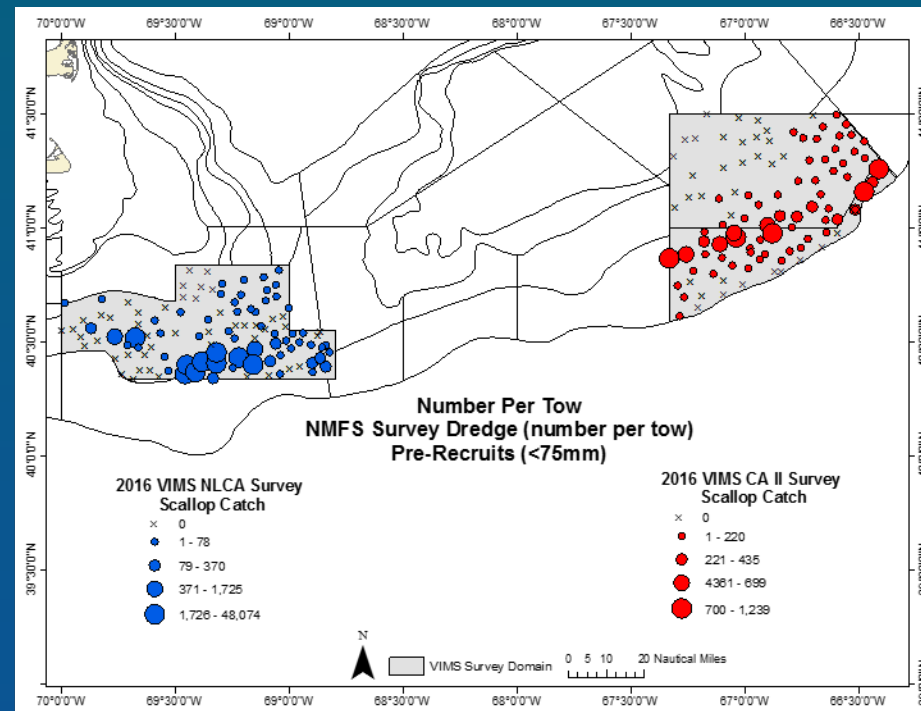 70°0'0"W 69°30'0"W 69°0'0"W 68°30'0"W 68°0'0"W 67°30'0"W 67°0'0"W 66°30'0"W
41°30'0"N
41°0'0"N
40°30'0"N
40°0'0"N
39°30'0"N
Number Per Tow
NMFS Survey Dredge (number per tow)
Pre-Recruits (<75mm)
2016 VIMS NLCA Survey
Scallop Catch
0
1 - 78
79 - 370
371 - 1,725
1,726 - 48,074
2016 VIMS CA II Survey
Scallop Catch
0
1 - 220
221 - 435
4361 - 699
700 - 1,239
N
VIMS Survey Domain
0 5 10 20 Nautical Miles
70°0'0"W 69°30'0"W 69°0'0"W 68°30'0"W 68°0'0"W 67°30'0"W 67°0'0"W 66°30'0"W